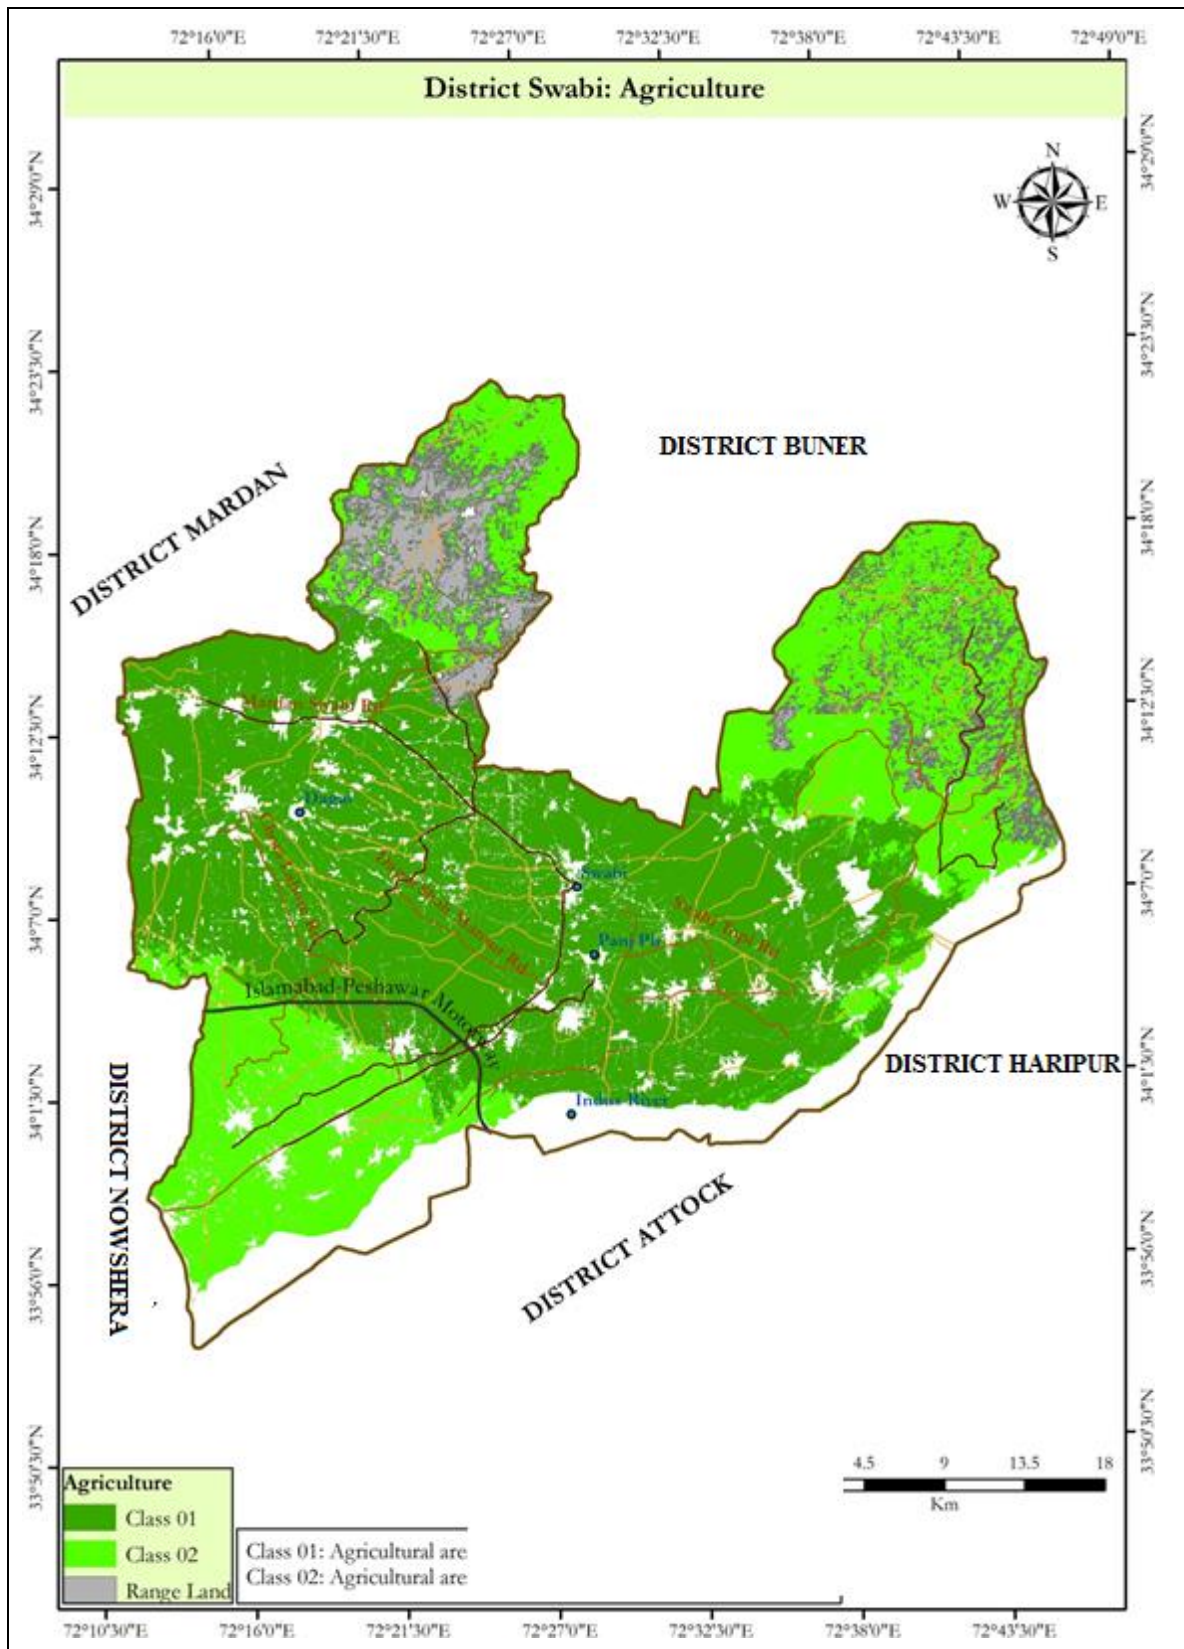 72°16'0"E 72°21'30"E 72°27'0"E 72°32'30"E 72°38'0"E 72°43'30"E 72°49'0"E
District Swabi: Agriculture
N
W E
S
34°29'0"N
34°29'0"N
34°23'30"N
34°23'30"N
DISTRICT BUNER
DISTRICT MARDAN
34°18'0"N
34°18'0"N
34°12'30"N
34°12'30"N
Mardan Swabi Rd
Dagai
Swabi
34°7'0"N
34°7'0"N
Swabi Topi Rd
Panj Pir
Islamabad-Peshawar Motorway
DISTRICT HARIPUR
34°1'30"N
34°1'30"N
Indus River
DISTRICT NOWSHERA
DISTRICT ATTOCK
33°56'0"N
33°56'0"N
33°50'30"N
33°50'30"N
4.5 9 13.5 18
Km
Agriculture
Class 01
Class 02
Range Land
Class 01: Agricultural are
Class 02: Agricultural are
72°10'30"E 72°16'0"E 72°21'30"E 72°27'0"E 72°32'30"E 72°38'0"E 72°43'30"E